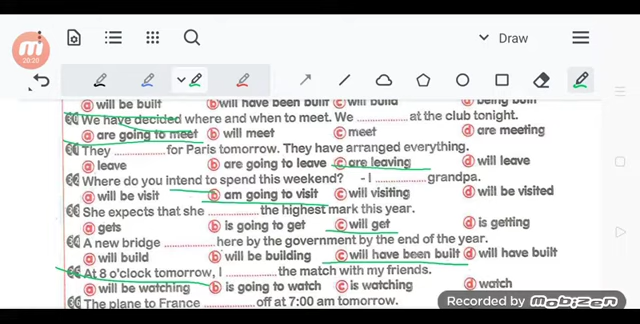 20:20
Draw
a will be built b will have been built c will build d being built
We have decided where and when to meet. We ............ at the club tonight.
a are going to meet b will meet c meet d are meeting
They ............ for Paris tomorrow. They have arranged everything.
a leave b are going to leave c are leaving d will leave
Where do you intend to spend this weekend? - I ............ grandpa.
a will be visit b am going to visit c will visiting d will be visited
She expects that she ............ the highest mark this year.
a gets b is going to get c will get d is getting
A new bridge ............ here by the government by the end of the year.
a will build b will be building c will have been built d will have built
At 8 o'clock tomorrow, I ............ the match with my friends.
a will be watching b is going to watch c is watching d watch
The plane to France ............ off at 7:00 am tomorrow.
Recorded by Mobizen